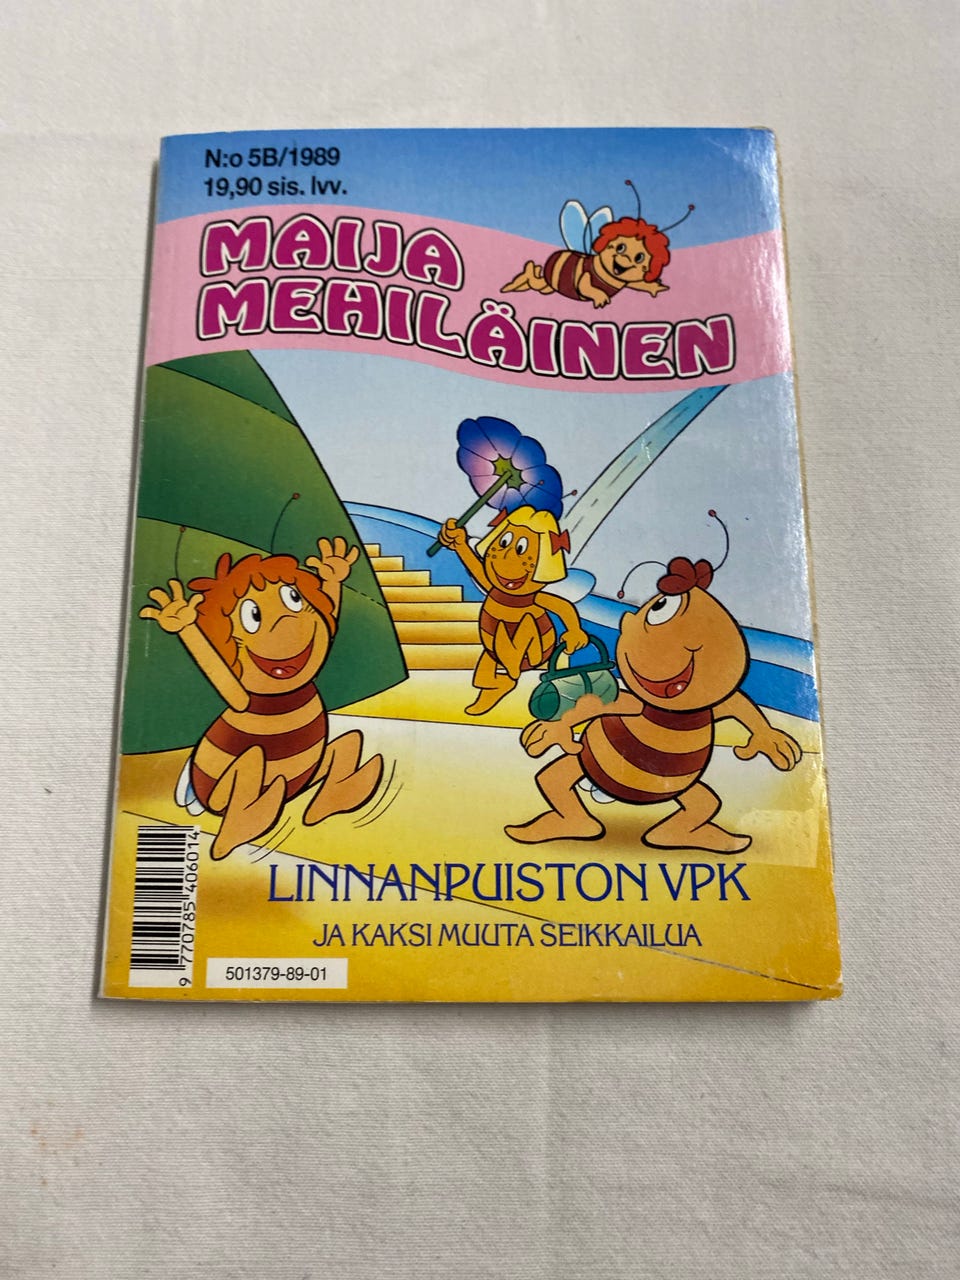 N:o 5B/1989
19,90 sis. lvv.
MAIJA
MEHILÄINEN
LINNANPUISTON VPK
JA KAKSI MUUTA SEIKKAILUA
9 770785 406014
501379-89-01